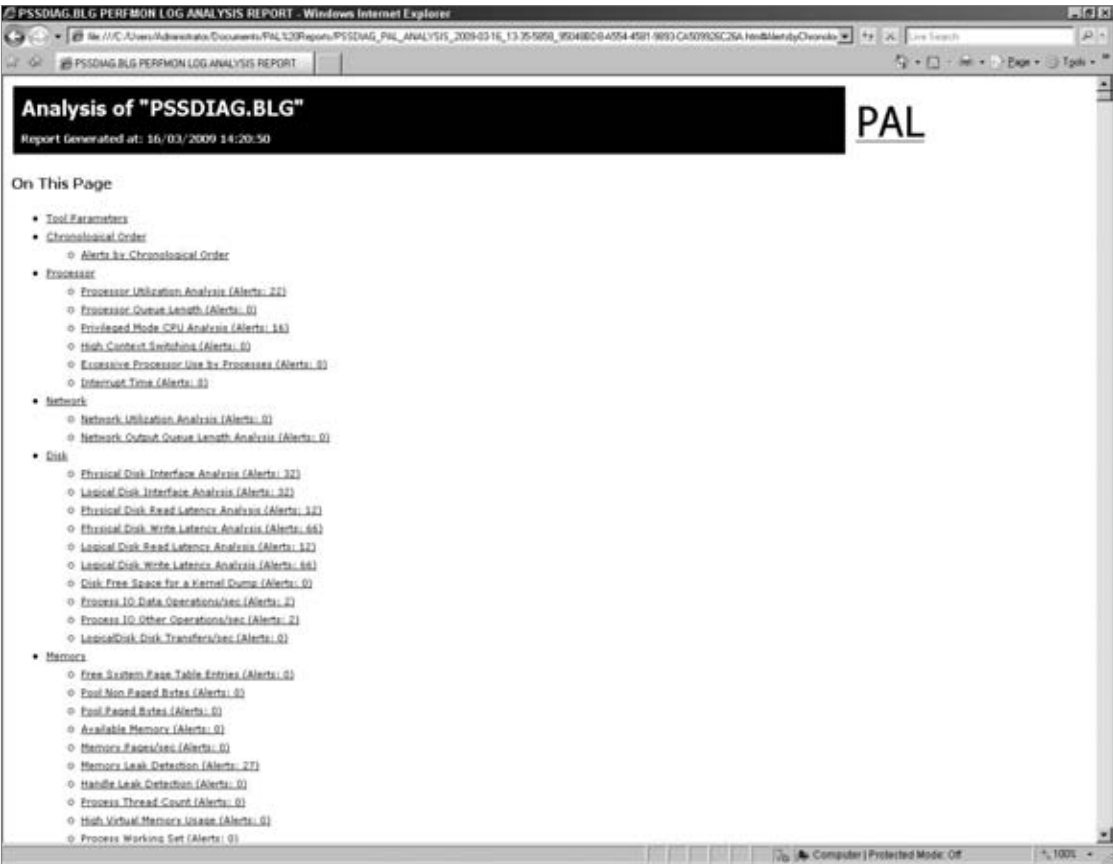 PSSDIAG.BLG PERFMON LOG ANALYSIS REPORT - Windows Internet Explorer
Live Search
PSSDIAG.BLG PERFMON LOG ANALYSIS REPORT
Page Tools
Analysis of "PSSDIAG.BLG"
Report Generated at: 16/03/2009 14:20:50
PAL
On This Page
Tool Parameters
Chronological Order
Alerts by Chronological Order
Processor
Processor Utilization Analysis (Alerts: 22)
Processor Queue Length (Alerts: 0)
Privileged Mode CPU Analysis (Alerts: 16)
High Context Switching (Alerts: 0)
Excessive Processor Use by Processes (Alerts: 0)
Interrupt Time (Alerts: 0)
Network
Network Utilization Analysis (Alerts: 0)
Network Output Queue Length Analysis (Alerts: 0)
Disk
Physical Disk Interface Analysis (Alerts: 32)
Logical Disk Interface Analysis (Alerts: 32)
Physical Disk Read Latency Analysis (Alerts: 12)
Physical Disk Write Latency Analysis (Alerts: 66)
Logical Disk Read Latency Analysis (Alerts: 12)
Logical Disk Write Latency Analysis (Alerts: 66)
Disk Free Space for a Kernel Dump (Alerts: 0)
Process IO Data Operations/sec (Alerts: 2)
Process IO Other Operations/sec (Alerts: 2)
LogicalDisk Disk Transfers/sec (Alerts: 0)
Memory
Free System Page Table Entries (Alerts: 0)
Pool Non Paged Bytes (Alerts: 0)
Pool Paged Bytes (Alerts: 0)
Available Memory (Alerts: 0)
Memory Pages/sec (Alerts: 0)
Memory Leak Detection (Alerts: 27)
Handle Leak Detection (Alerts: 0)
Process Thread Count (Alerts: 0)
High Virtual Memory Usage (Alerts: 0)
Process Working Set (Alerts: 0)
Computer | Protected Mode: Off
100%